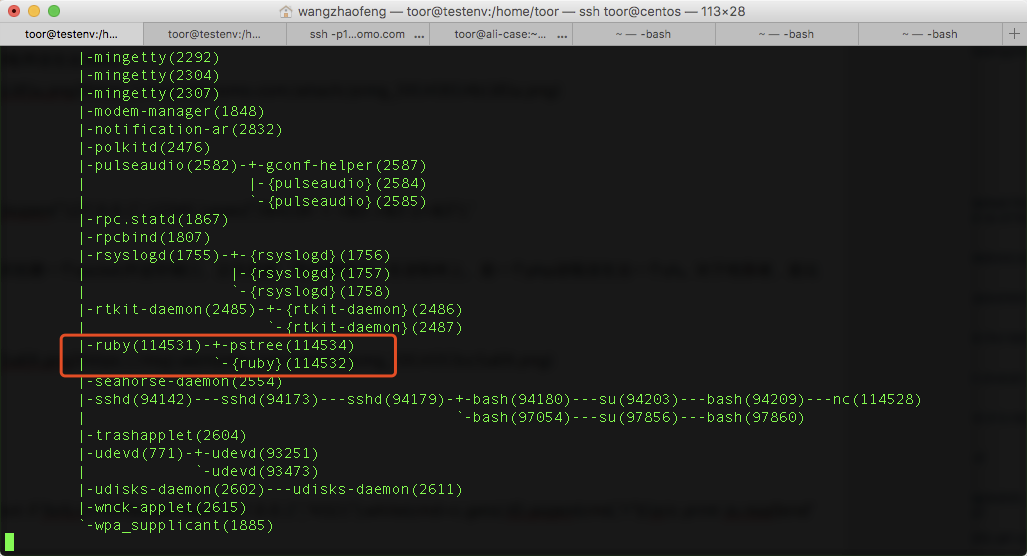 wangzhaofeng — toor@testenv:/home/toor — ssh toor@centos — 113×28
toor@testenv:/h... toor@testenv:/h... ssh -p1...omo.com ... toor@ali-case:~... ... ~ — -bash ~ — -bash ~ — -bash +
|-mingetty(2292)
|-mingetty(2304)
|-mingetty(2307)
|-modem-manager(1848)
|-notification-ar(2832)
|-polkitd(2476)
|-pulseaudio(2582)-+-gconf-helper(2587)
|                  |-{pulseaudio}(2584)
|                  `-{pulseaudio}(2585)
|-rpc.statd(1867)
|-rpcbind(1807)
|-rsyslogd(1755)-+-{rsyslogd}(1756)
|                |-{rsyslogd}(1757)
|                `-{rsyslogd}(1758)
|-rtkit-daemon(2485)-+-{rtkit-daemon}(2486)
|                    `-{rtkit-daemon}(2487)
|-ruby(114531)-+-pstree(114534)
|              `-{ruby}(114532)
|-seahorse-daemon(2554)
|-sshd(94142)---sshd(94173)---sshd(94179)-+-bash(94180)---su(94203)---bash(94209)---nc(114528)
|                                         `-bash(97054)---su(97856)---bash(97860)
|-trashapplet(2604)
|-udevd(771)-+-udevd(93251)
|            `-udevd(93473)
|-udisks-daemon(2602)---udisks-daemon(2611)
|-wnck-applet(2615)
`-wpa_supplicant(1885)